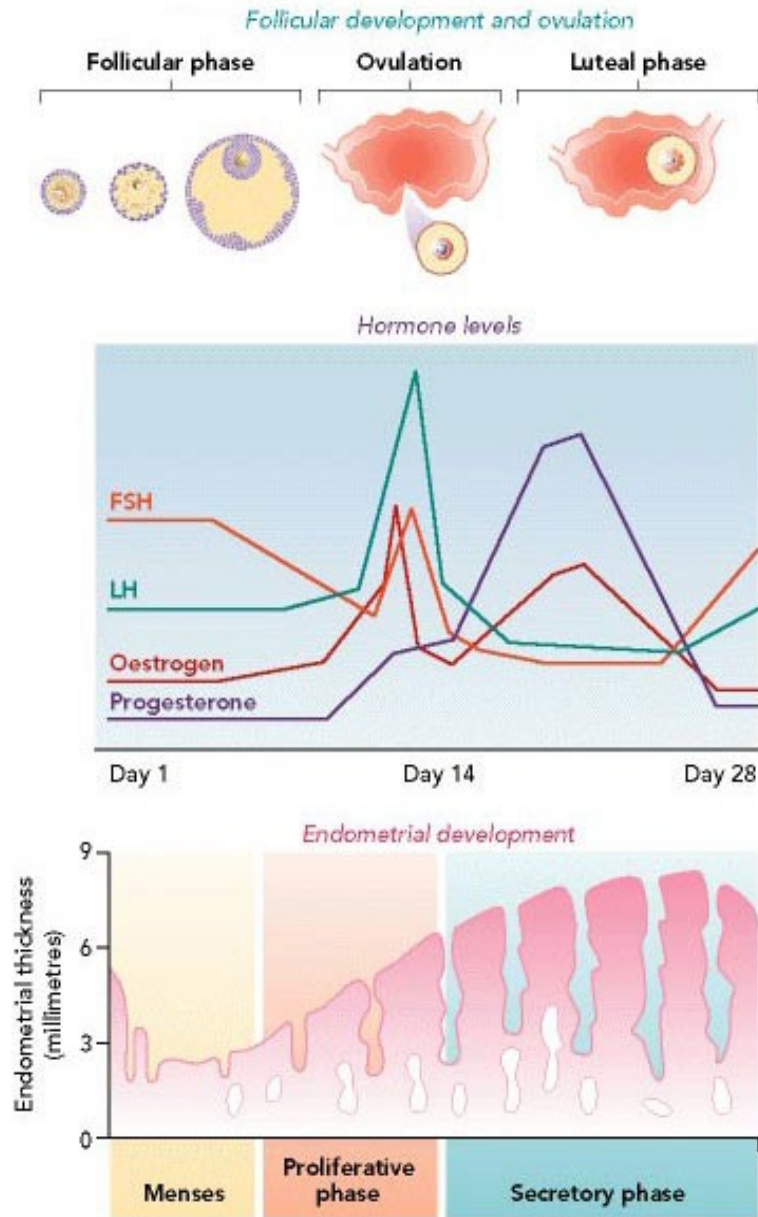 Follicular development and ovulation
Follicular phase
Ovulation
Luteal phase
Hormone levels
FSH
LH
Oestrogen
Progesterone
Day 1
Day 14
Day 28
Endometrial development
Endometrial thickness
(millimetres)
9
6
3
0
Menses
Proliferative
phase
Secretory phase